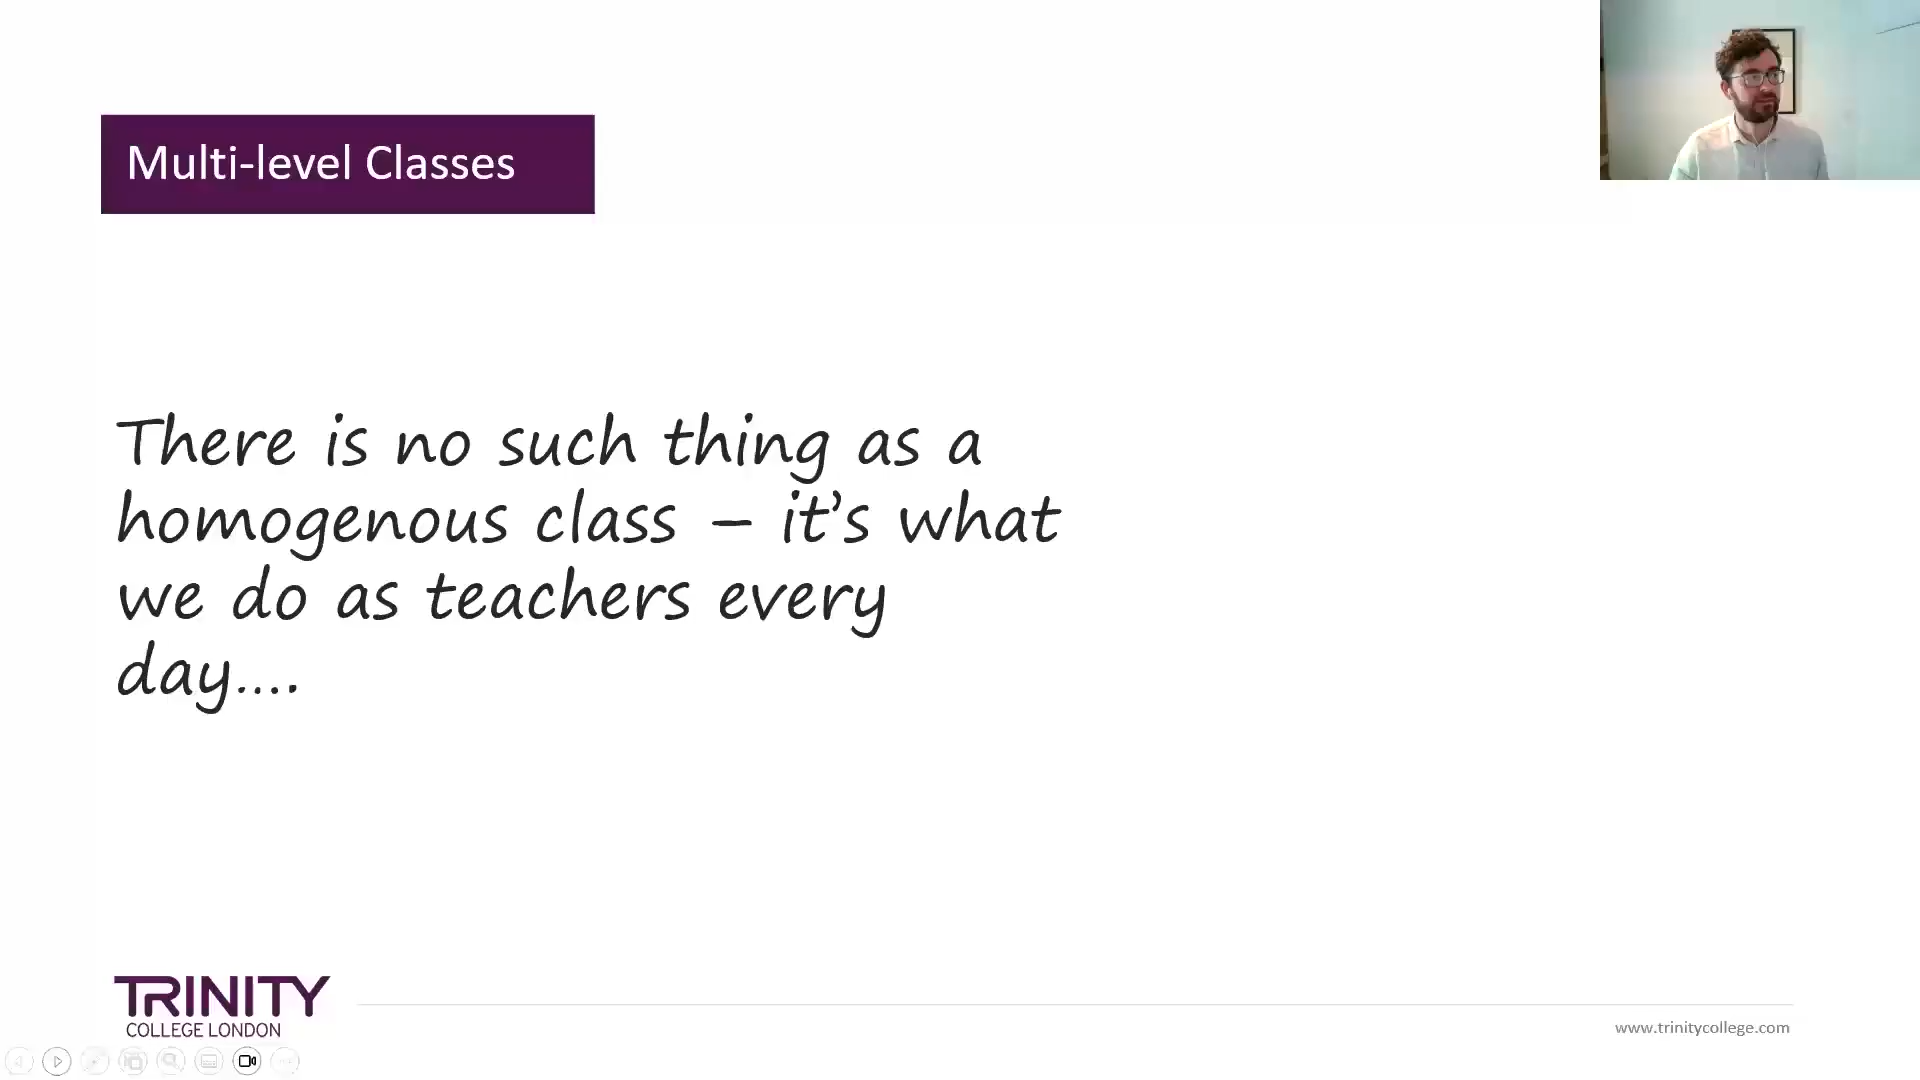 Multi-level Classes
There is no such thing as a
homogenous class – it's what
we do as teachers every
day....
TRINITY
COLLEGE LONDON
www.trinitycollege.com